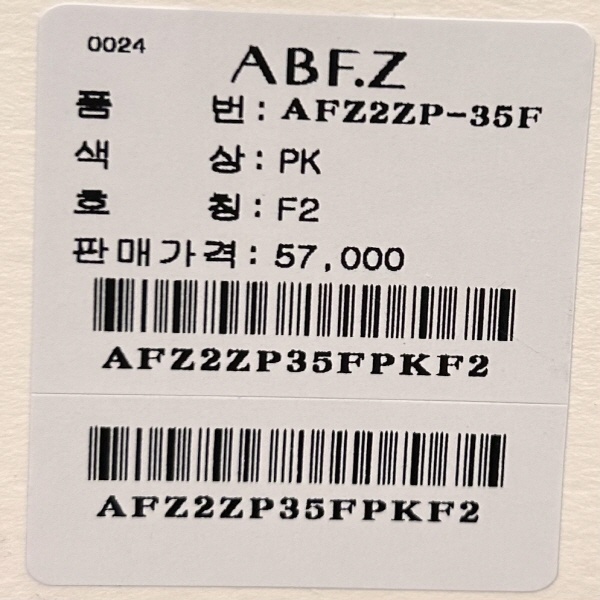 0024
ABF.Z
품 번 : AFZ2ZP-35F
색 상 : PK
호 칭 : F2
판매가격 : 57,000
AFZ2ZP35FPKF2
AFZ2ZP35FPKF2